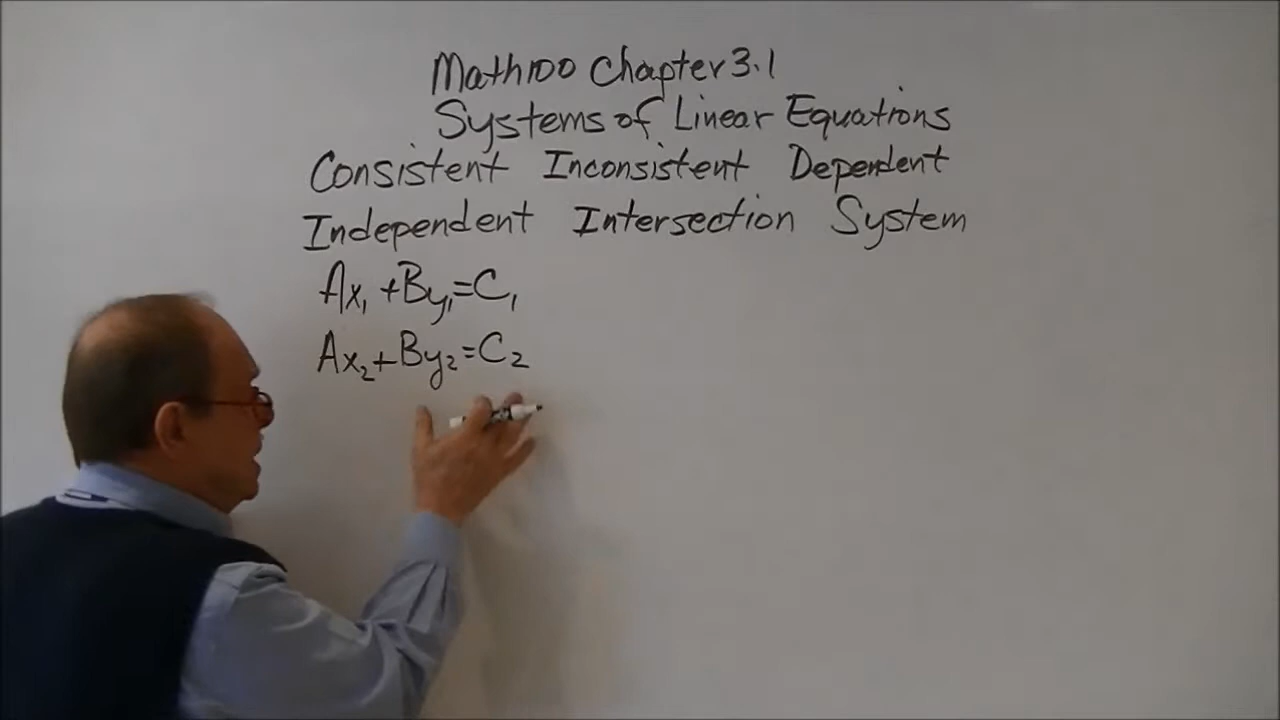 Math100 Chapter 3.1
Systems of Linear Equations
Consistent Inconsistent Dependent
Independent Intersection System
Ax₁+By₁=C₁
Ax₂+By₂=C₂